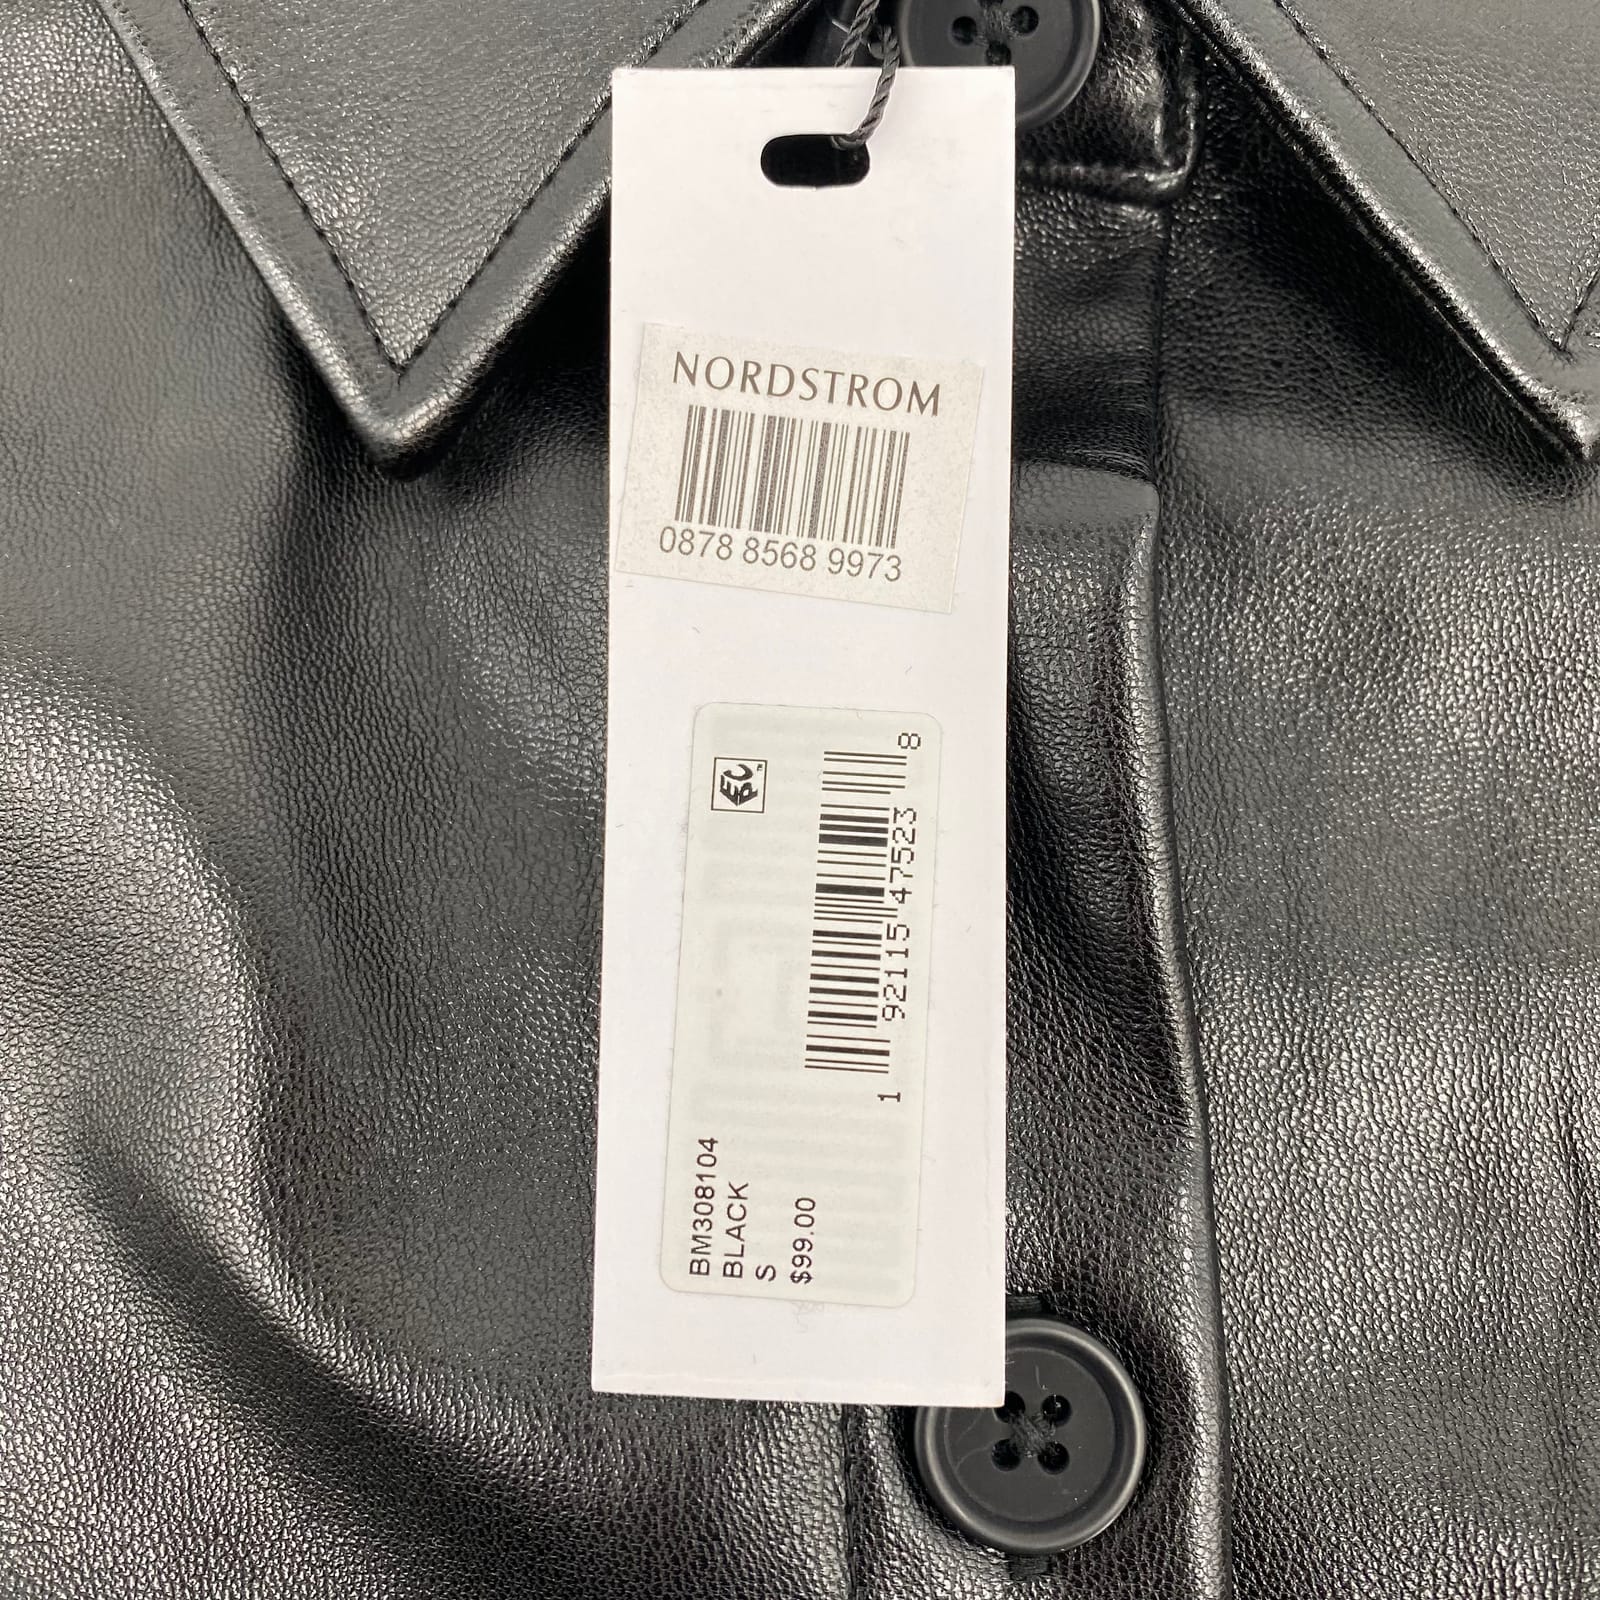 NORDSTROM
0878 8568 9973
1 92115 47523 8
BM308104
BLACK
S
$99.00